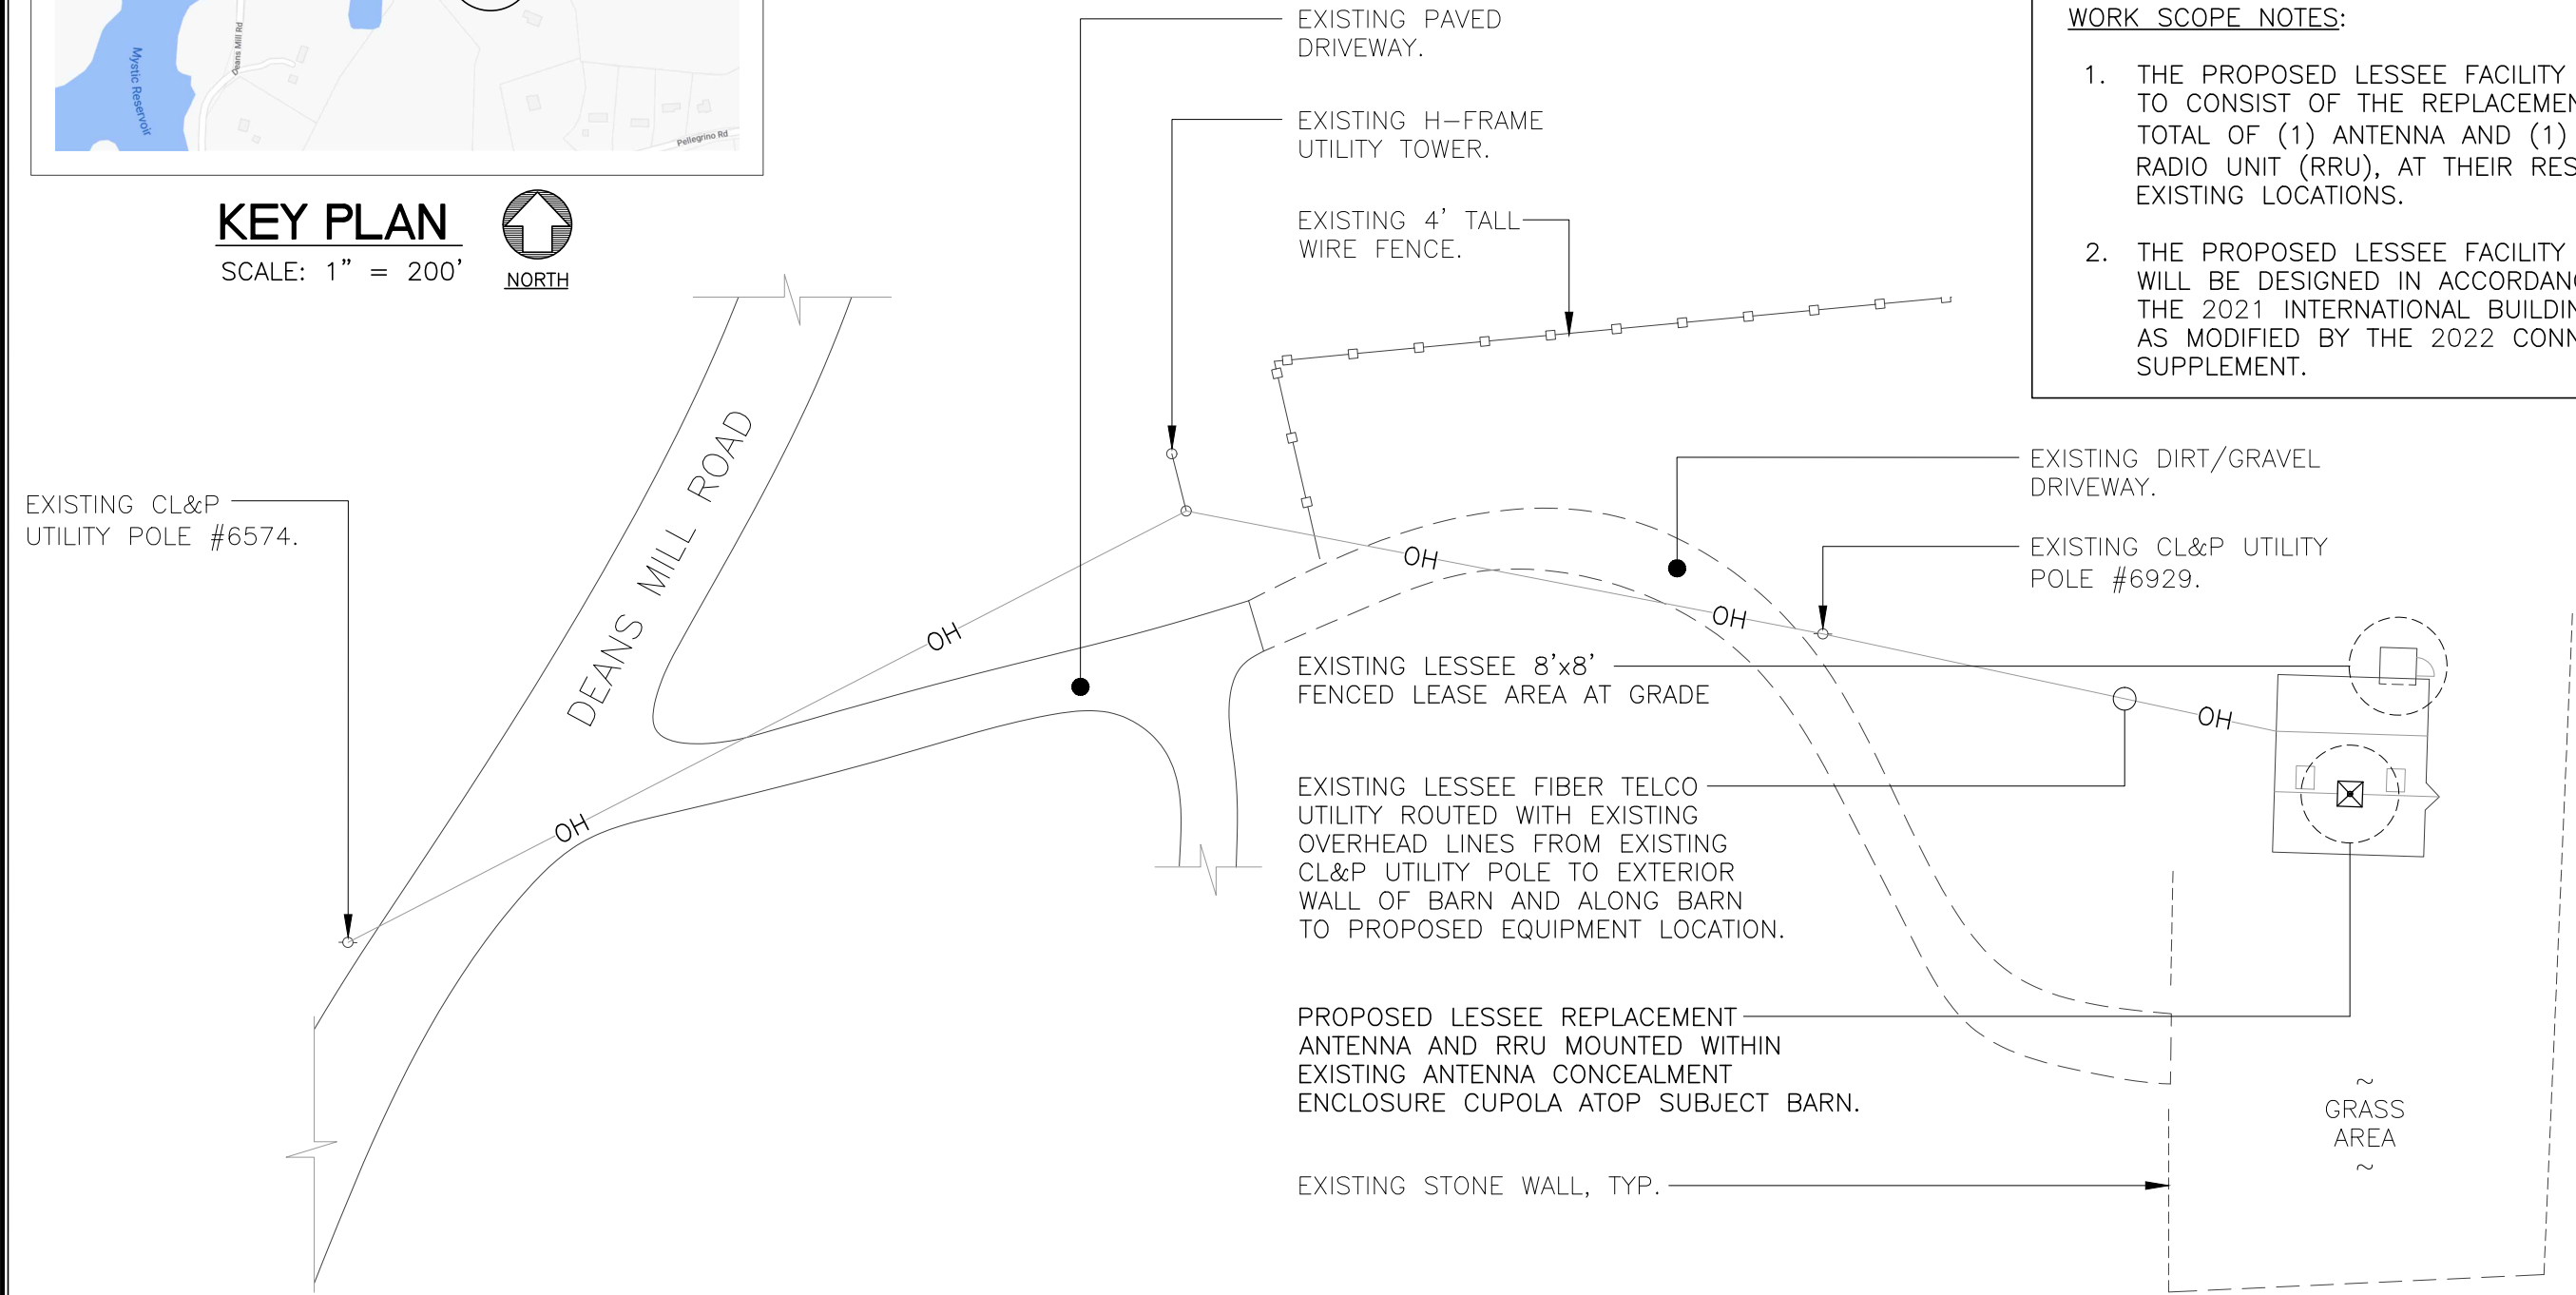 Mystic Reservoir
Deans Mill Rd
Pellegrino Rd
KEY PLAN
SCALE: 1" = 200'
NORTH
EXISTING PAVED
DRIVEWAY.
EXISTING H-FRAME
UTILITY TOWER.
EXISTING 4' TALL
WIRE FENCE.
WORK SCOPE NOTES:
1. THE PROPOSED LESSEE FACILITY
TO CONSIST OF THE REPLACEMEN
TOTAL OF (1) ANTENNA AND (1)
RADIO UNIT (RRU), AT THEIR RES
EXISTING LOCATIONS.
2. THE PROPOSED LESSEE FACILITY
WILL BE DESIGNED IN ACCORDAN
THE 2021 INTERNATIONAL BUILDIN
AS MODIFIED BY THE 2022 CONN
SUPPLEMENT.
EXISTING CL&P
UTILITY POLE #6574.
DEANS MILL ROAD
EXISTING DIRT/GRAVEL
DRIVEWAY.
EXISTING CL&P UTILITY
POLE #6929.
OH
OH
OH
OH
OH
EXISTING LESSEE 8'x8'
FENCED LEASE AREA AT GRADE
EXISTING LESSEE FIBER TELCO
UTILITY ROUTED WITH EXISTING
OVERHEAD LINES FROM EXISTING
CL&P UTILITY POLE TO EXTERIOR
WALL OF BARN AND ALONG BARN
TO PROPOSED EQUIPMENT LOCATION.
PROPOSED LESSEE REPLACEMENT
ANTENNA AND RRU MOUNTED WITHIN
EXISTING ANTENNA CONCEALMENT
ENCLOSURE CUPOLA ATOP SUBJECT BARN.
EXISTING STONE WALL, TYP.
~
GRASS
AREA
~